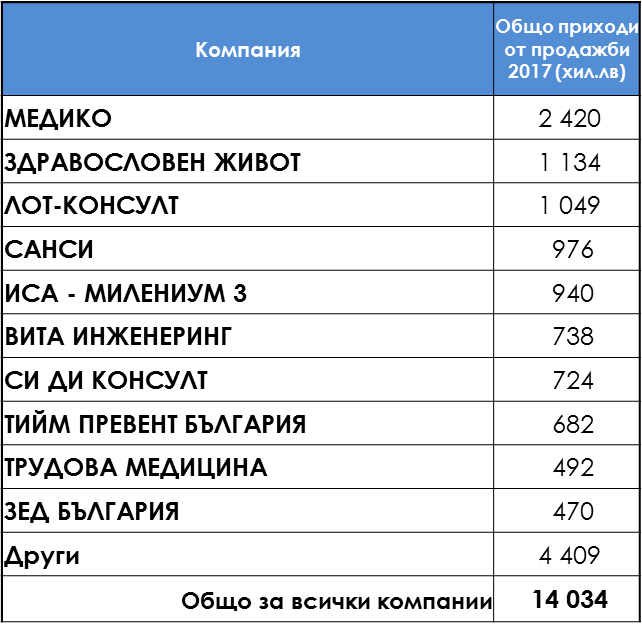 Компания
Общо приходи
от продажби
2017 (хил.лв)
МЕДИКО 2 420
ЗДРАВОСЛОВЕН ЖИВОТ 1 134
ЛОТ-КОНСУЛТ 1 049
САНСИ 976
ИСА - МИЛЕНИУМ 3 940
ВИТА ИНЖЕНЕРИНГ 738
СИ ДИ КОНСУЛТ 724
ТИЙМ ПРЕВЕНТ БЪЛГАРИЯ 682
ТРУДОВА МЕДИЦИНА 492
ЗЕД БЪЛГАРИЯ 470
Други 4 409
Общо за всички компании 14 034